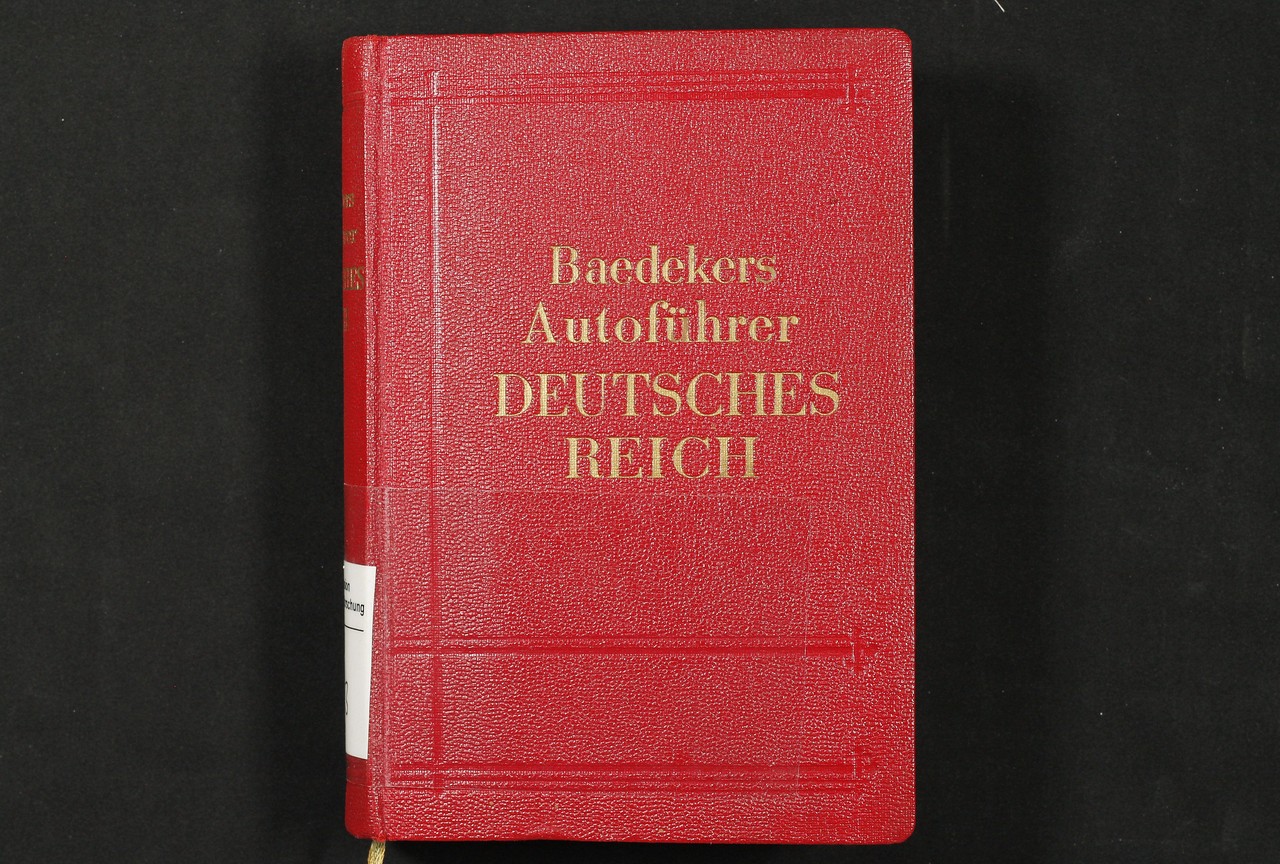 Baedekers
Autoführer
DEUTSCHES
REICH